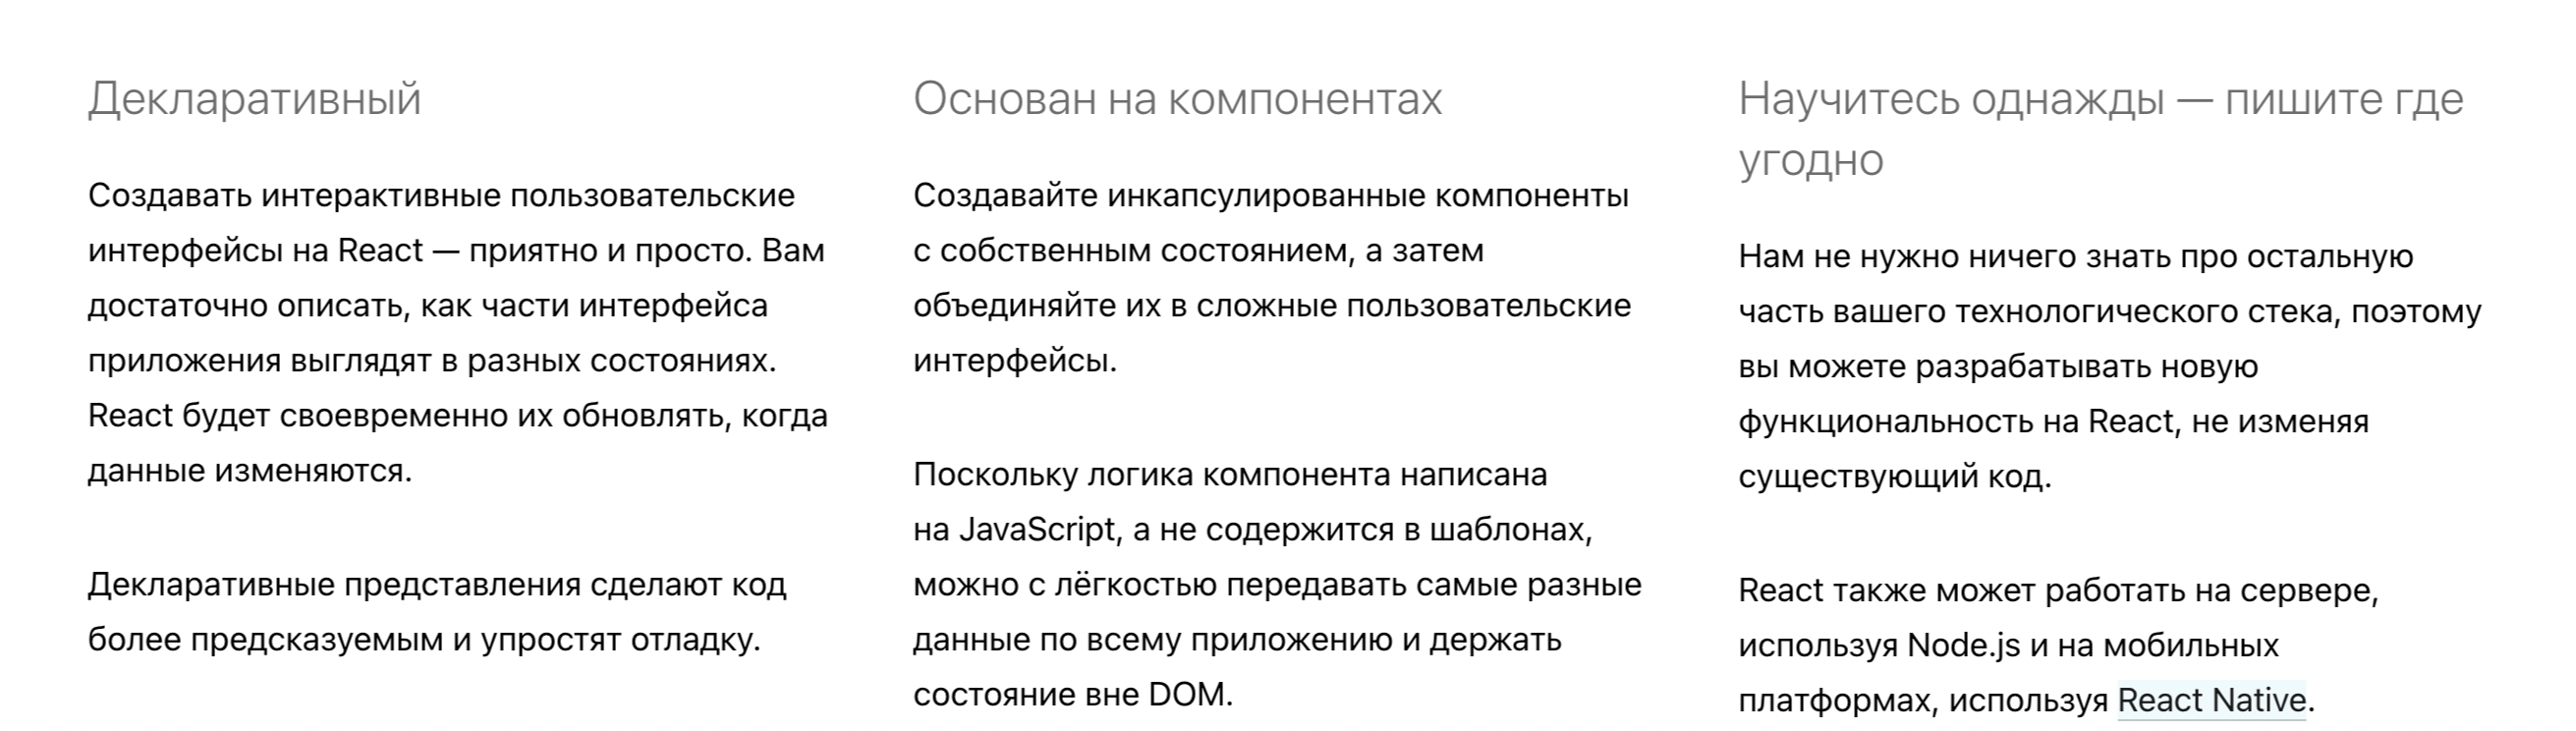 Декларативный
Создавать интерактивные пользовательские
интерфейсы на React — приятно и просто. Вам
достаточно описать, как части интерфейса
приложения выглядят в разных состояниях.
React будет своевременно их обновлять, когда
данные изменяются.
Декларативные представления сделают код
более предсказуемым и упростят отладку.
Основан на компонентах
Создавайте инкапсулированные компоненты
с собственным состоянием, а затем
объединяйте их в сложные пользовательские
интерфейсы.
Поскольку логика компонента написана
на JavaScript, а не содержится в шаблонах,
можно с лёгкостью передавать самые разные
данные по всему приложению и держать
состояние вне DOM.
Научитесь однажды — пишите где
угодно
Нам не нужно ничего знать про остальную
часть вашего технологического стека, поэтому
вы можете разрабатывать новую
функциональность на React, не изменяя
существующий код.
React также может работать на сервере,
используя Node.js и на мобильных
платформах, используя React Native.